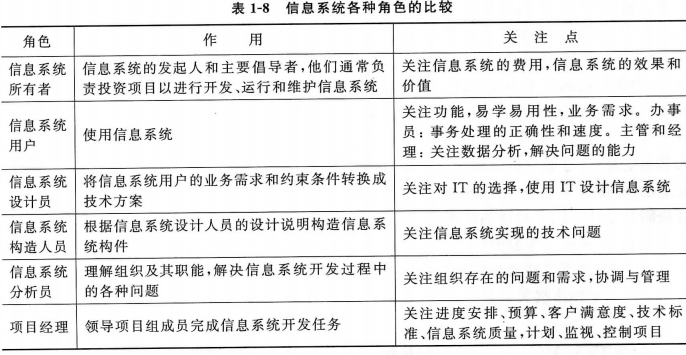 表 1-8 信息系统各种角色的比较
角色 作 用 关 注 点
信息系统所有者 信息系统的发起人和主要倡导者,他们通常负责投资项目以进行开发、运行和维护信息系统 关注信息系统的费用,信息系统的效果和价值
信息系统用户 使用信息系统 关注功能,易学易用性,业务需求。办事员:事务处理的正确性和速度。主管和经理:关注数据分析,解决问题的能力
信息系统设计员 将信息系统用户的业务需求和约束条件转换成技术方案 关注对 IT 的选择,使用 IT 设计信息系统
信息系统构造人员 根据信息系统设计人员的设计说明构造信息系统构件 关注信息系统实现的技术问题
信息系统分析员 理解组织及其职能,解决信息系统开发过程中的各种问题 关注组织存在的问题和需求,协调与管理
项目经理 领导项目组成员完成信息系统开发任务 关注进度安排、预算、客户满意度、技术标准、信息系统质量,计划、监视、控制项目